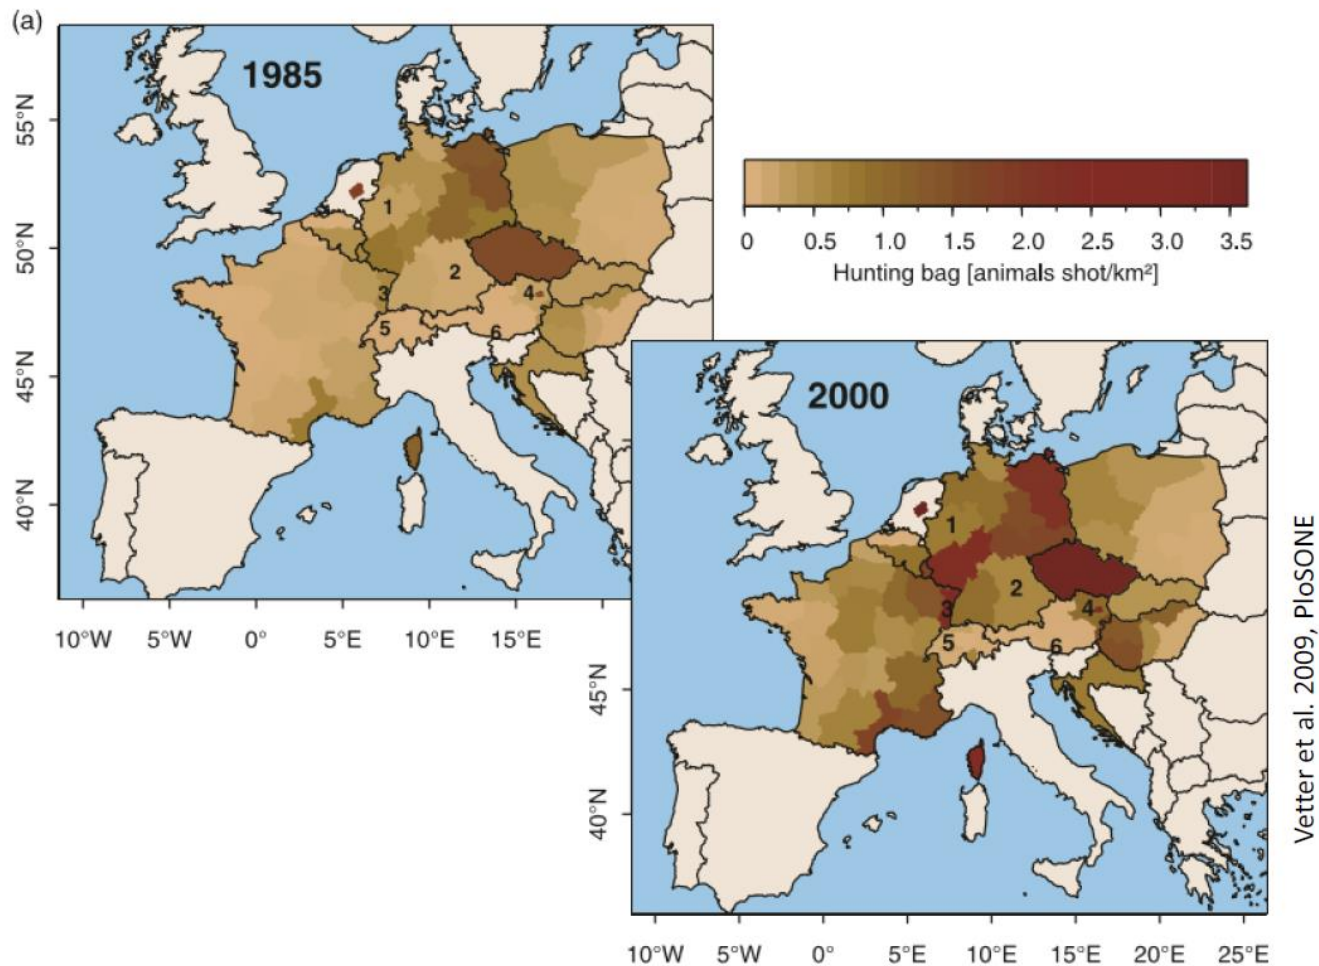 (a)
1985
55°N
50°N
45°N
40°N
1
2
3
4
5
6
10°W 5°W 0° 5°E 10°E 15°E
0 0.5 1.0 1.5 2.0 2.5 3.0 3.5
Hunting bag [animals shot/km²]
2000
45°N
40°N
1
2
3
4
5
6
10°W 5°W 0° 5°E 10°E 15°E 20°E 25°E
Vetter et al. 2009, PloSONE